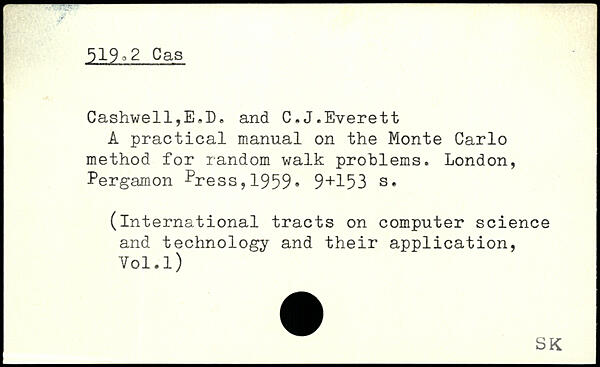 519.2 Cas
Cashwell,E.D. and C.J.Everett
A practical manual on the Monte Carlo
method for random walk problems. London,
Pergamon Press,1959. 9+153 s.
(International tracts on computer science
and technology and their application,
Vol.1)
SK